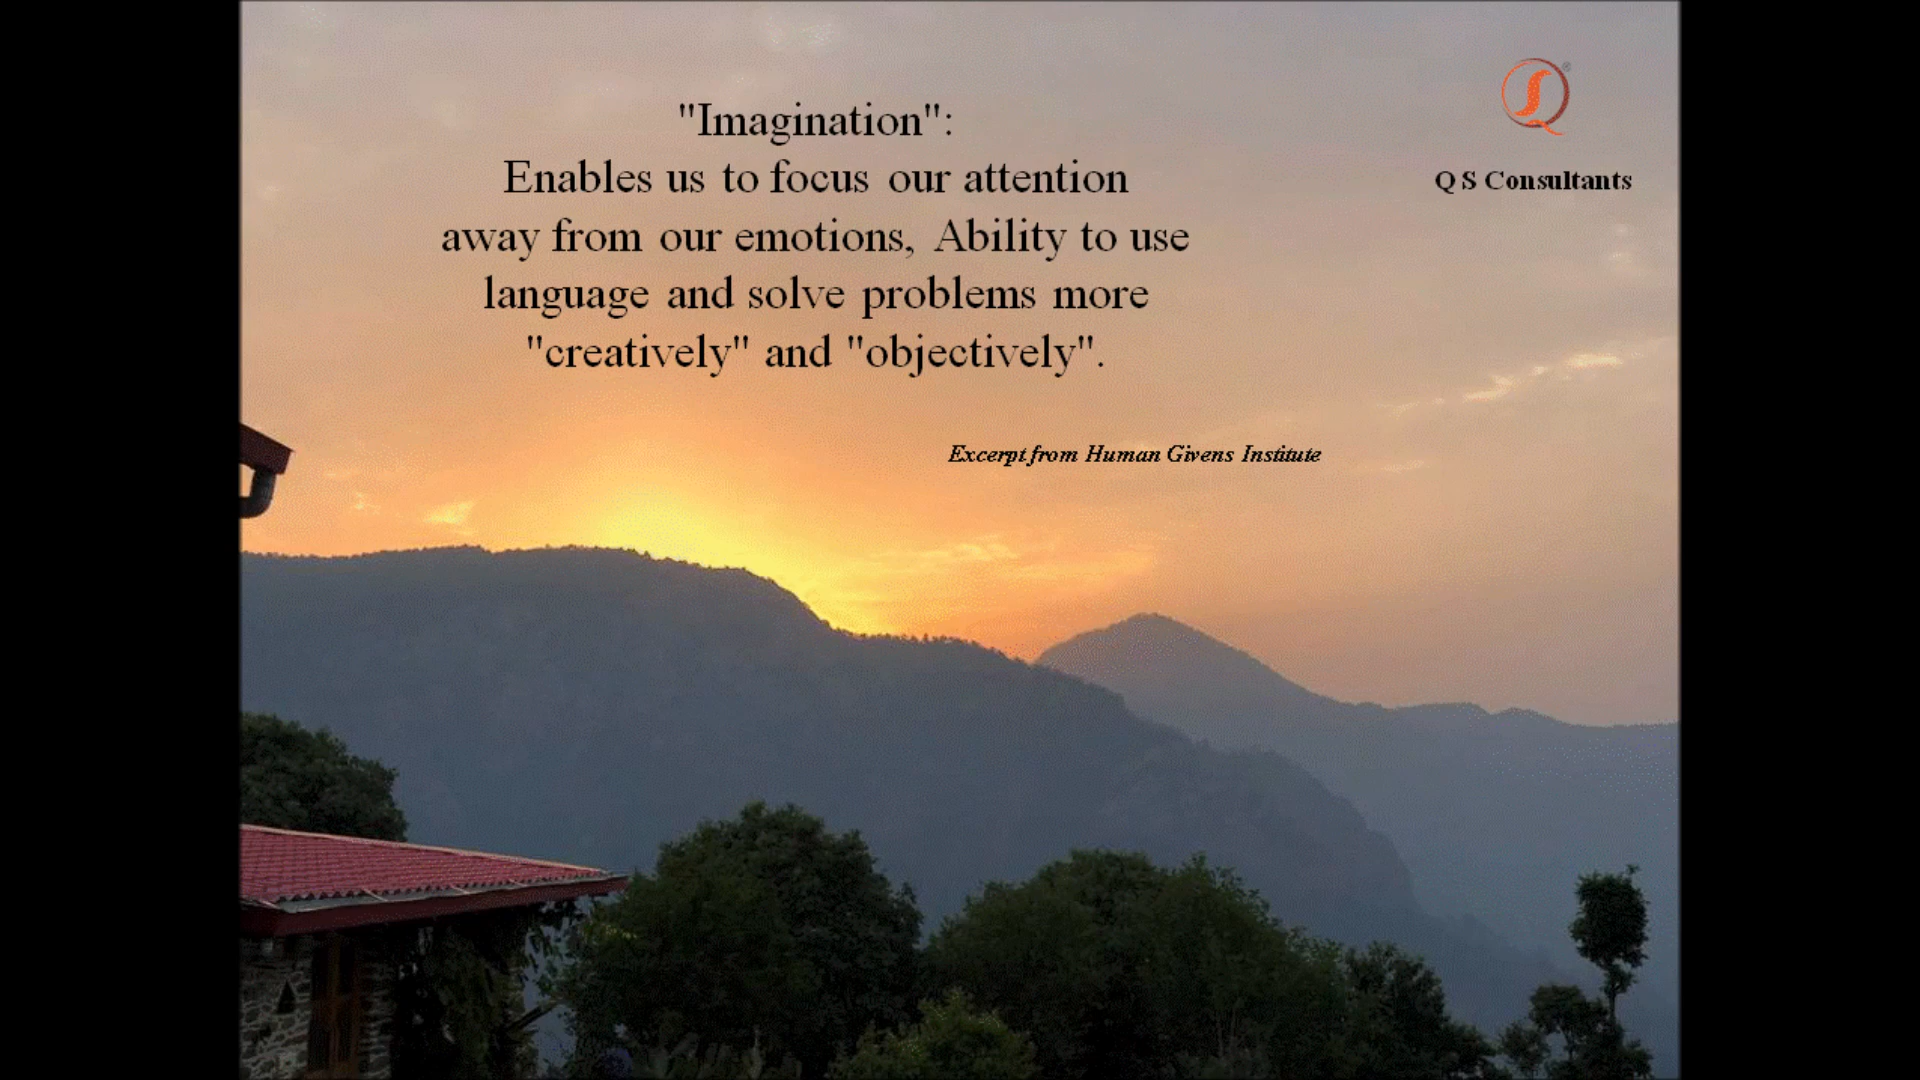 "Imagination":
Enables us to focus our attention
away from our emotions, Ability to use
language and solve problems more
"creatively" and "objectively".
Excerpt from Human Givens Institute
Q S Consultants